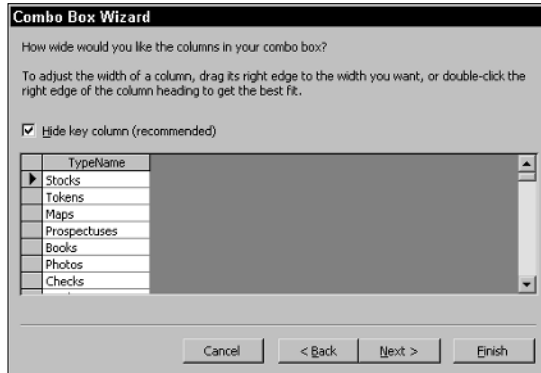 Combo Box Wizard
How wide would you like the columns in your combo box?
To adjust the width of a column, drag its right edge to the width you want, or double-click the
right edge of the column heading to get the best fit.
Hide key column (recommended)
TypeName
Stocks
Tokens
Maps
Prospectuses
Books
Photos
Checks
Cancel
< Back
Next >
Finish